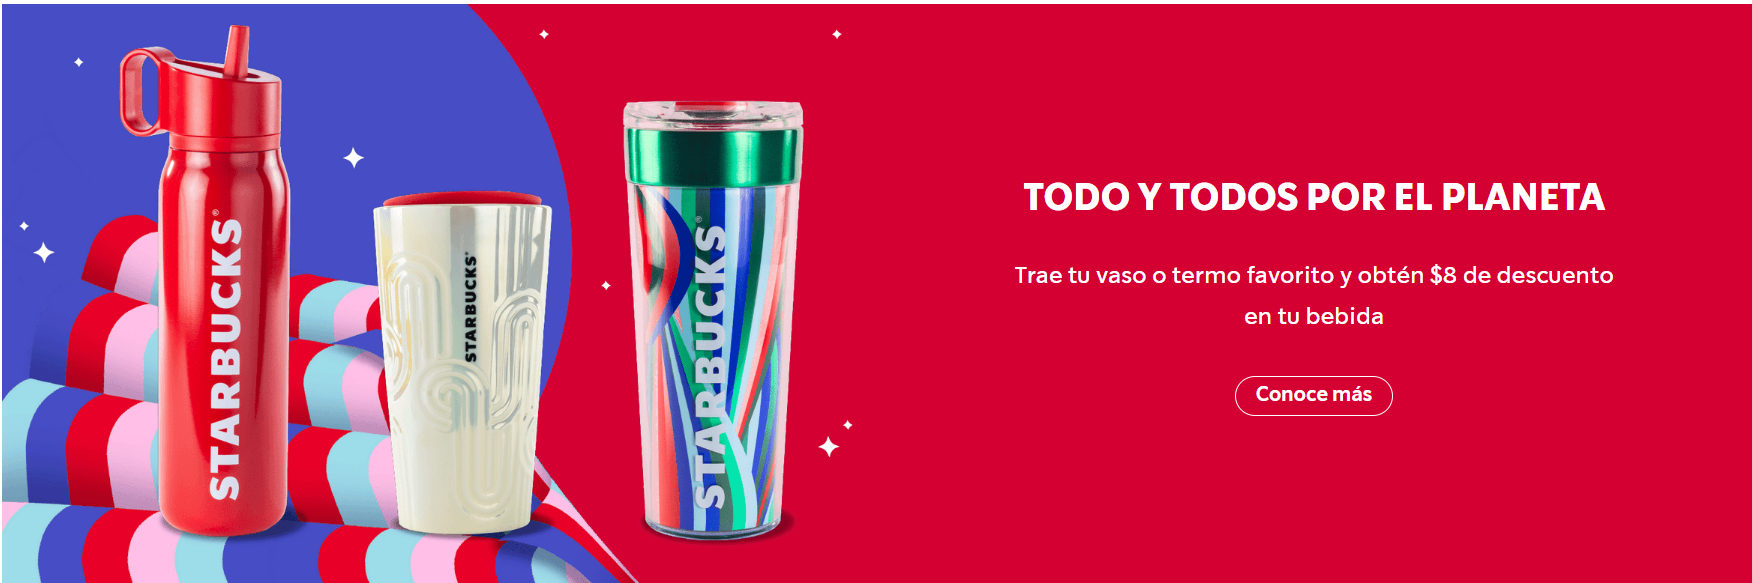 STARBUCKS®
STARBUCKS®
STARBUCKS®
TODO Y TODOS POR EL PLANETA
Trae tu vaso o termo favorito y obtén $8 de descuento
en tu bebida
Conoce más